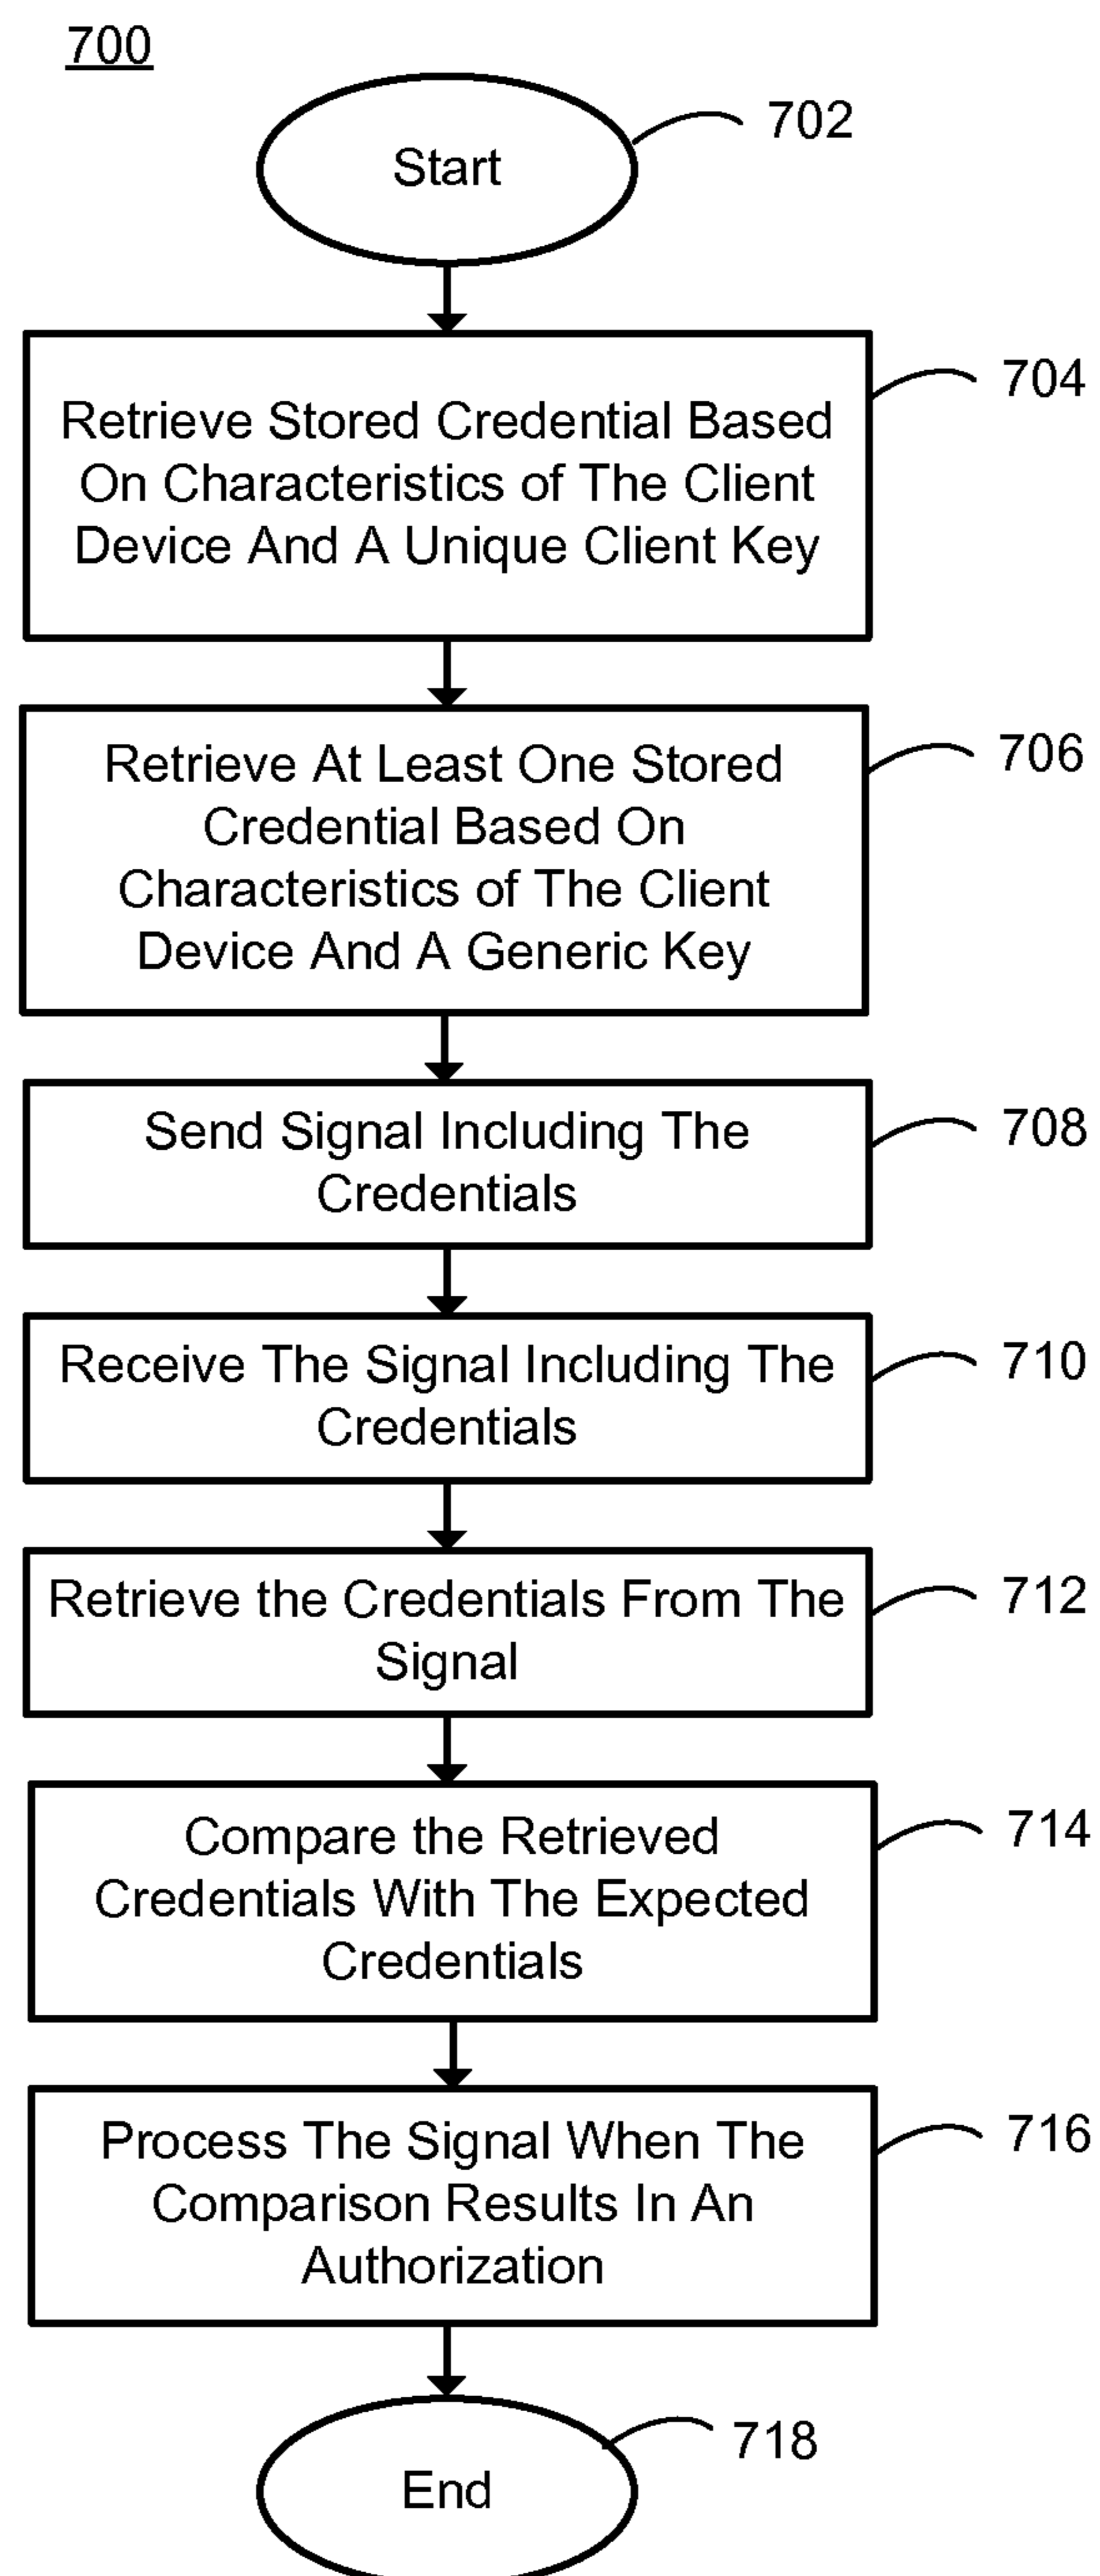 700
Start
702
Retrieve Stored Credential Based
On Characteristics of The Client
Device And A Unique Client Key
704
Retrieve At Least One Stored
Credential Based On
Characteristics of The Client
Device And A Generic Key
706
Send Signal Including The
Credentials
708
Receive The Signal Including The
Credentials
710
Retrieve the Credentials From The
Signal
712
Compare the Retrieved
Credentials With The Expected
Credentials
714
Process The Signal When The
Comparison Results In An
Authorization
716
End
718